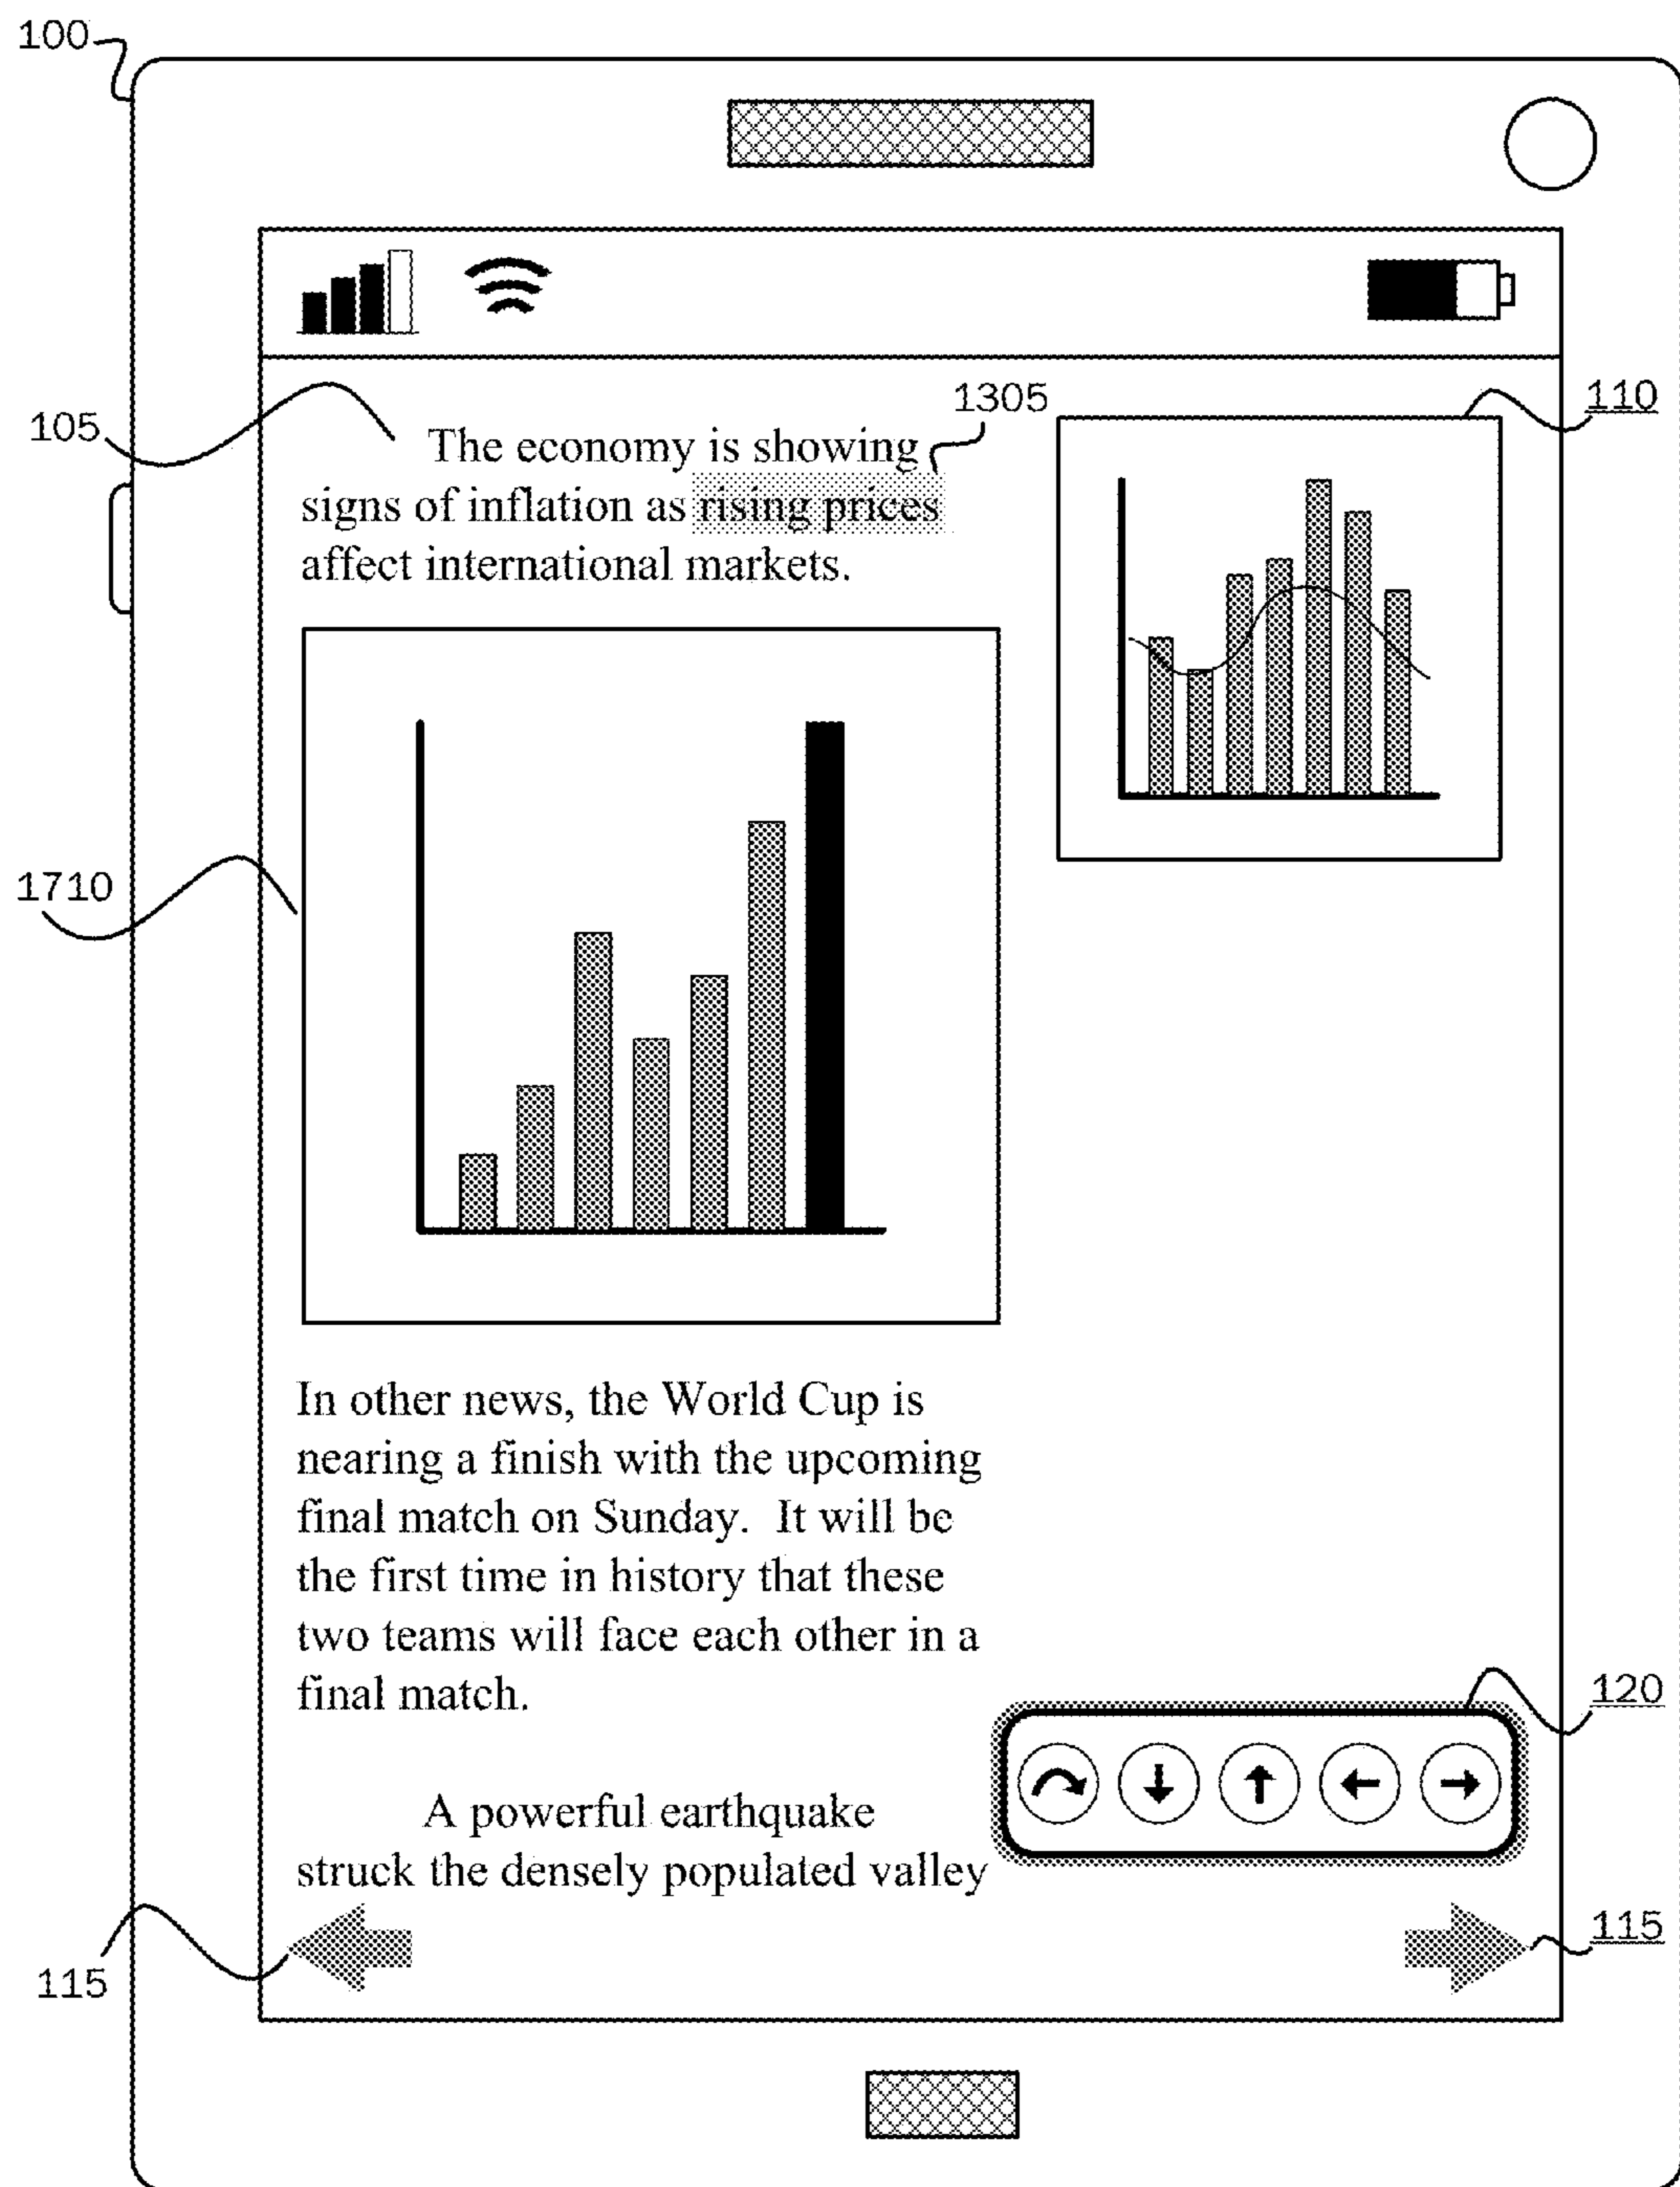 100
105
The economy is showing
1305
110
signs of inflation as rising prices
affect international markets.
1710
In other news, the World Cup is
nearing a finish with the upcoming
final match on Sunday. It will be
the first time in history that these
two teams will face each other in a
final match.
120
A powerful earthquake
struck the densely populated valley
115
115